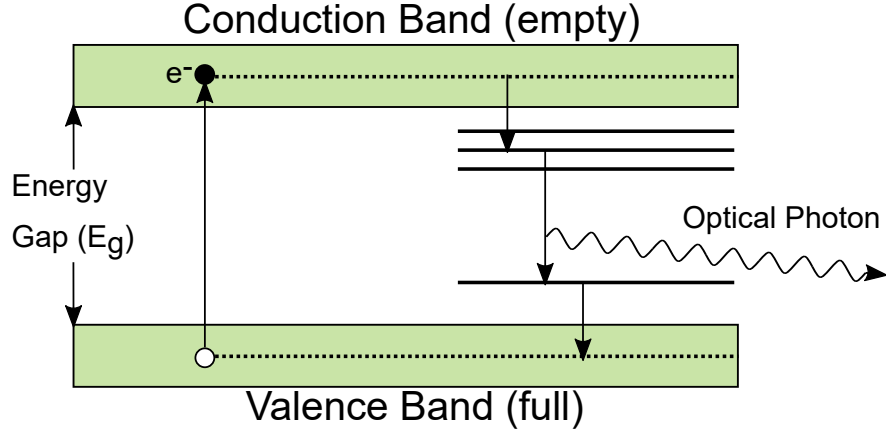 Conduction Band (empty)
e-
Energy
Gap (Eg)
Optical Photon
Valence Band (full)